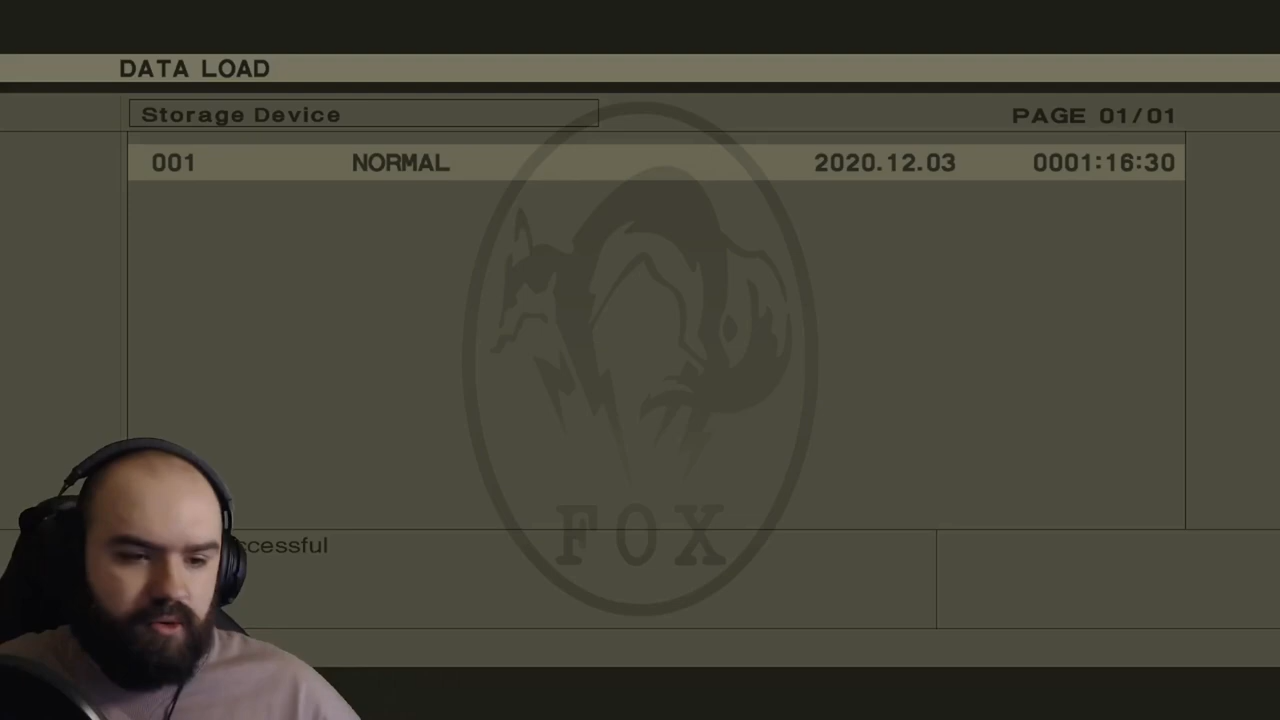 DATA LOAD
Storage Device PAGE 01/01
001 NORMAL 2020.12.03 0001:16:30
FOX